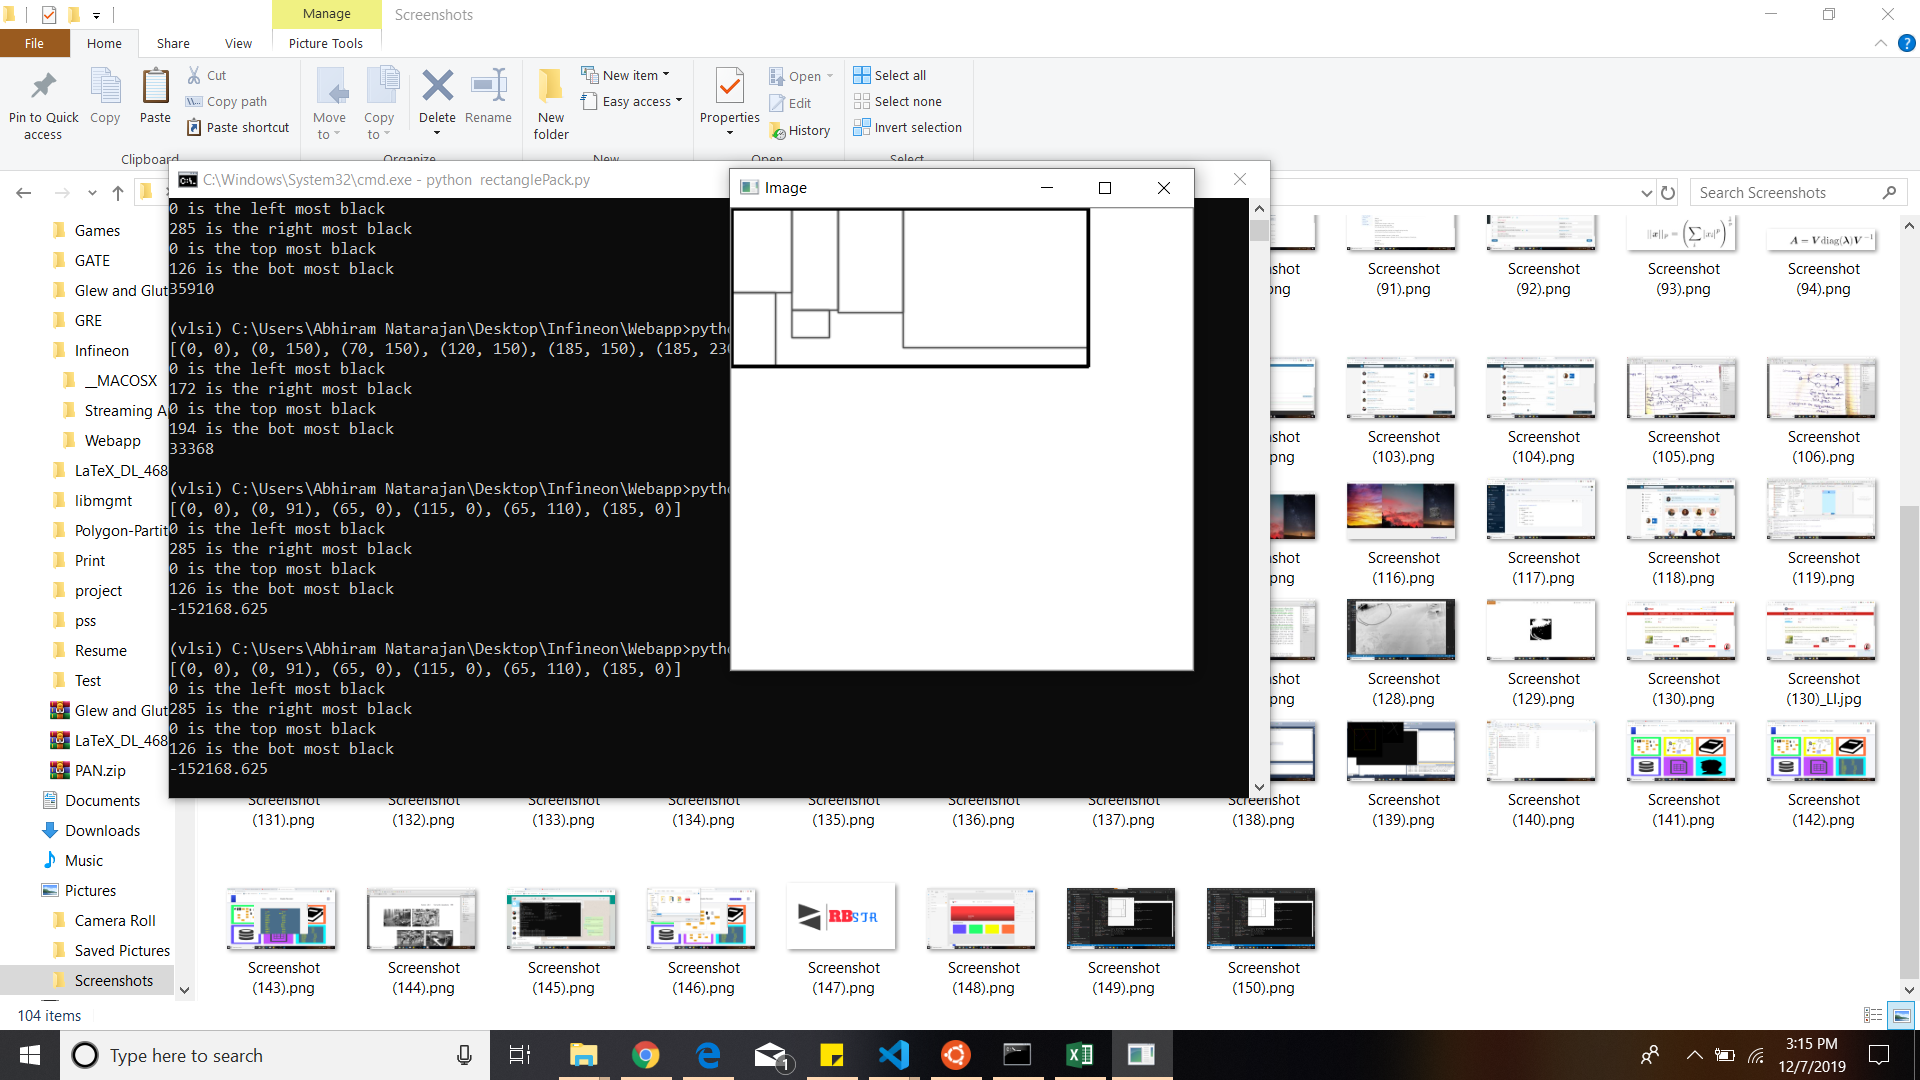 Manage
Screenshots
File
Home
Share
View
Picture Tools
Pin to Quick access
Copy
Paste
Cut
Copy path
Paste shortcut
Move to
Copy to
Delete
Rename
New folder
New item
Easy access
Properties
Open
Edit
History
Select all
Select none
Invert selection
Clipboard
Organize
New
Open
Select
C:\Windows\System32\cmd.exe - python rectanglePack.py
Image
Search Screenshots
0 is the left most black
285 is the right most black
0 is the top most black
126 is the bot most black
35910
(vlsi) C:\Users\Abhiram Natarajan\Desktop\Infineon\Webapp>pyth
[(0, 0), (0, 150), (70, 150), (120, 150), (185, 150), (185, 230
0 is the left most black
172 is the right most black
0 is the top most black
194 is the bot most black
33368
(vlsi) C:\Users\Abhiram Natarajan\Desktop\Infineon\Webapp>pyth
[(0, 0), (0, 91), (65, 0), (115, 0), (65, 110), (185, 0)]
0 is the left most black
285 is the right most black
0 is the top most black
126 is the bot most black
-152168.625
(vlsi) C:\Users\Abhiram Natarajan\Desktop\Infineon\Webapp>pyth
[(0, 0), (0, 91), (65, 0), (115, 0), (65, 110), (185, 0)]
0 is the left most black
285 is the right most black
0 is the top most black
126 is the bot most black
-152168.625
Games
GATE
Glew and Glut
GRE
Infineon
__MACOSX
Streaming A
Webapp
LaTeX_DL_468
libmgmt
Polygon-Partit
Print
project
pss
Resume
Test
Glew and Glut
LaTeX_DL_468
PAN.zip
Documents
Downloads
Music
Pictures
Camera Roll
Saved Pictures
Screenshots
A = V diag(λ)V⁻¹
Screenshot (91).png
Screenshot (92).png
Screenshot (93).png
Screenshot (94).png
Screenshot (103).png
Screenshot (104).png
Screenshot (105).png
Screenshot (106).png
Screenshot (116).png
Screenshot (117).png
Screenshot (118).png
Screenshot (119).png
Screenshot (128).png
Screenshot (129).png
Screenshot (130).png
Screenshot (130)_LI.jpg
Screenshot (131).png
Screenshot (132).png
Screenshot (133).png
Screenshot (134).png
Screenshot (135).png
Screenshot (136).png
Screenshot (137).png
Screenshot (138).png
Screenshot (139).png
Screenshot (140).png
Screenshot (141).png
Screenshot (142).png
RBSTR
Screenshot (143).png
Screenshot (144).png
Screenshot (145).png
Screenshot (146).png
Screenshot (147).png
Screenshot (148).png
Screenshot (149).png
Screenshot (150).png
104 items
Type here to search
1
3:15 PM
12/7/2019